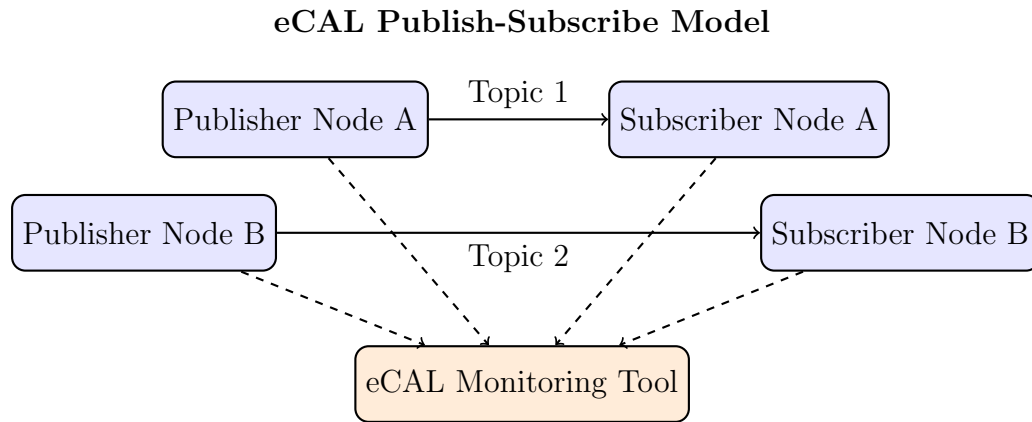 eCAL Publish-Subscribe Model
Topic 1
Publisher Node A
Subscriber Node A
Publisher Node B
Subscriber Node B
Topic 2
eCAL Monitoring Tool